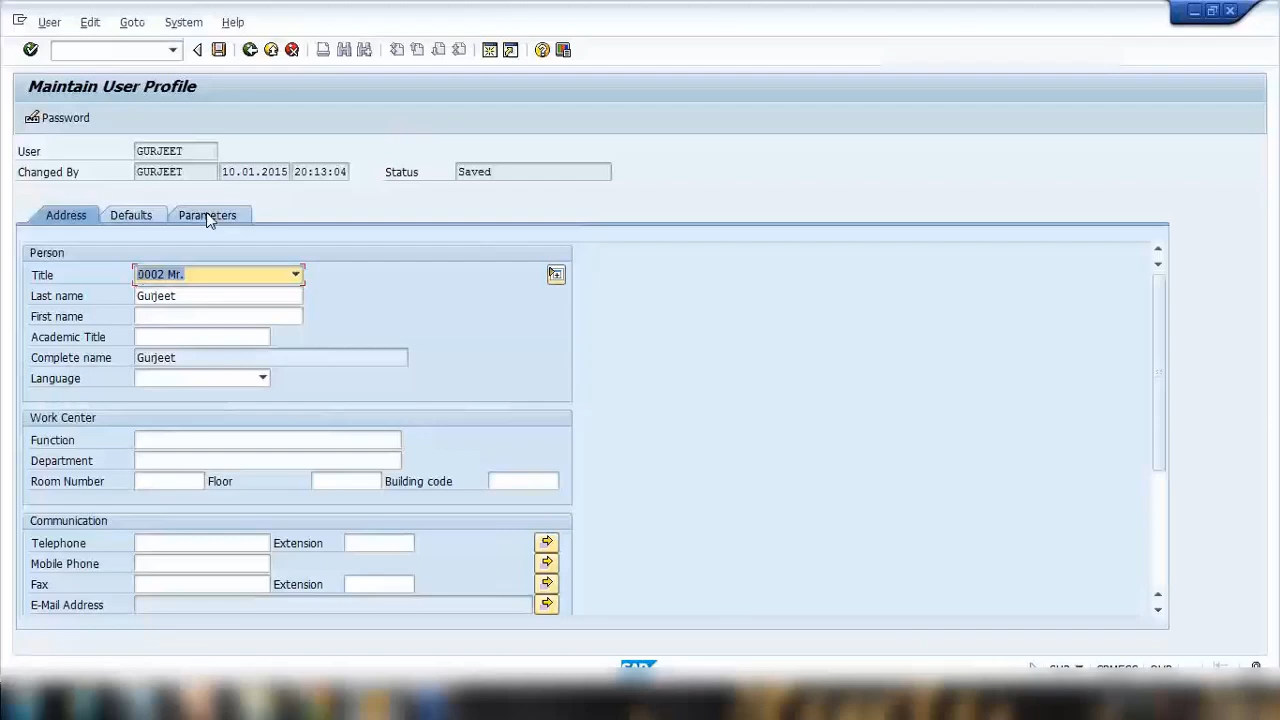 User Edit Goto System Help
Maintain User Profile
Password
User GURJEET
Changed By GURJEET 10.01.2015 20:13:04 Status Saved
Address Defaults Parameters
Person
Title 0002 Mr.
Last name Gurjeet
First name
Academic Title
Complete name Gurjeet
Language
Work Center
Function
Department
Room Number Floor Building code
Communication
Telephone Extension
Mobile Phone
Fax Extension
E-Mail Address
SAP